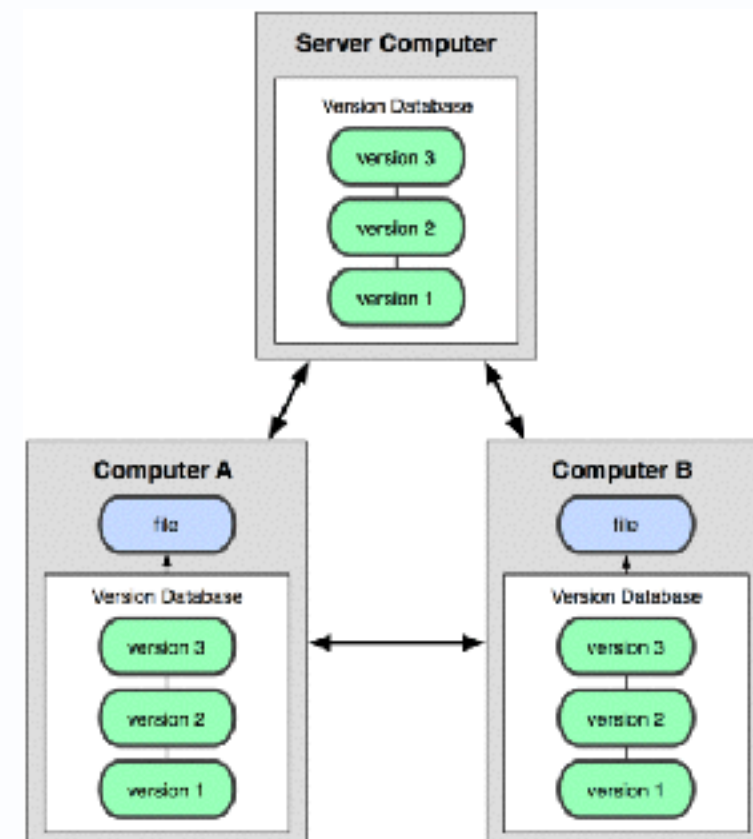 Server Computer
Version Database
version 3
version 2
version 1
Computer A
file
Version Database
version 3
version 2
version 1
Computer B
file
Version Database
version 3
version 2
version 1